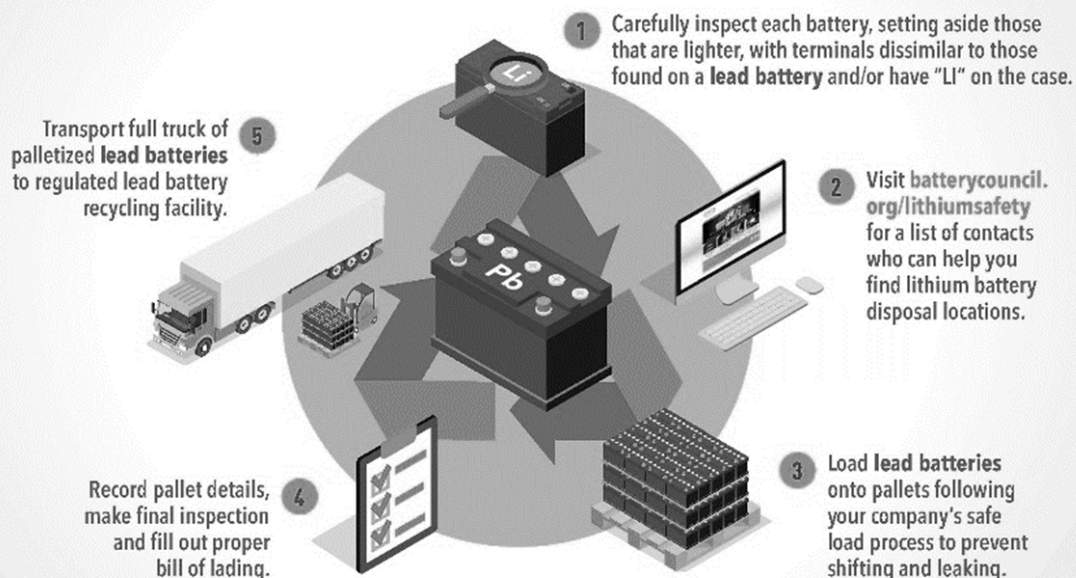 1
Carefully inspect each battery, setting aside those
that are lighter, with terminals dissimilar to those
found on a lead battery and/or have "LI" on the case.
Li
2
Visit batterycouncil.
org/lithiumsafety
for a list of contacts
who can help you
find lithium battery
disposal locations.
Pb
3
Load lead batteries
onto pallets following
your company's safe
load process to prevent
shifting and leaking.
4
Record pallet details,
make final inspection
and fill out proper
bill of lading.
5
Transport full truck of
palletized lead batteries
to regulated lead battery
recycling facility.